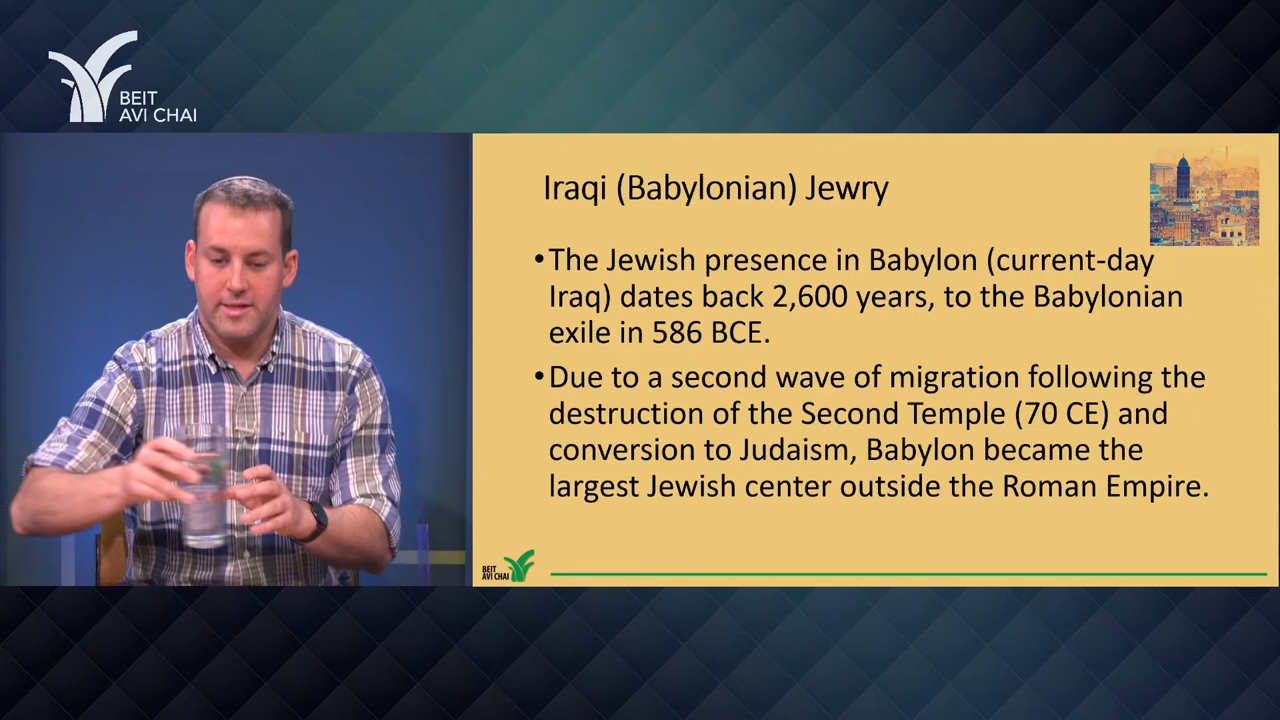 BEIT
AVI CHAI
Iraqi (Babylonian) Jewry
•The Jewish presence in Babylon (current-day
Iraq) dates back 2,600 years, to the Babylonian
exile in 586 BCE.
•Due to a second wave of migration following the
destruction of the Second Temple (70 CE) and
conversion to Judaism, Babylon became the
largest Jewish center outside the Roman Empire.
BEIT
AVI CHAI